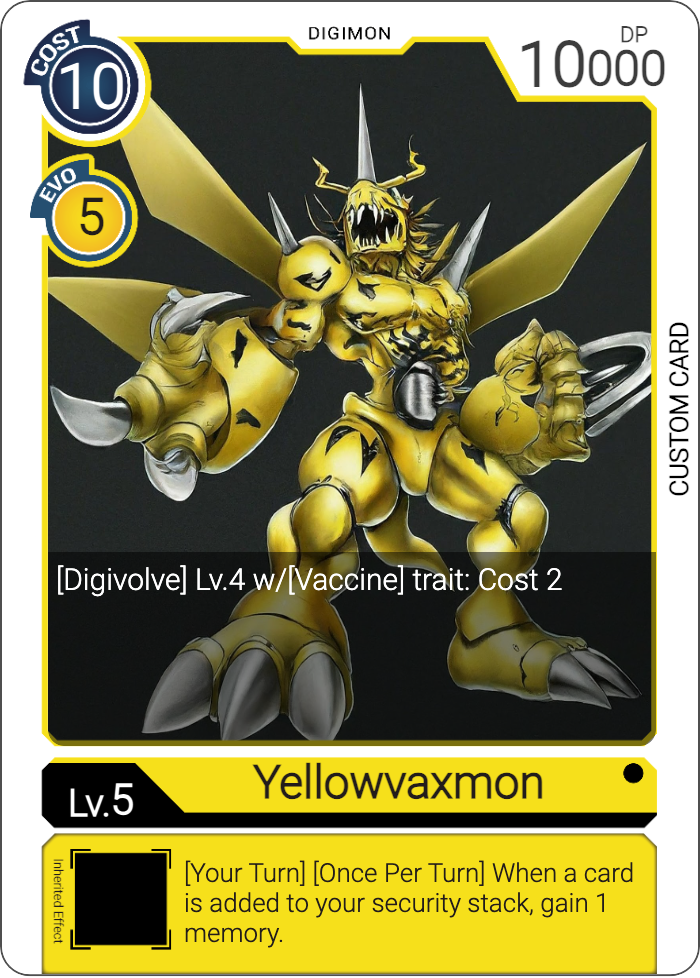 DIGIMON
COST
10
DP
10000
EVO
5
CUSTOM CARD
[Digivolve] Lv.4 w/[Vaccine] trait: Cost 2
Lv.5
Yellowvaxmon
Inherited Effect
[Your Turn] [Once Per Turn] When a card
is added to your security stack, gain 1
memory.